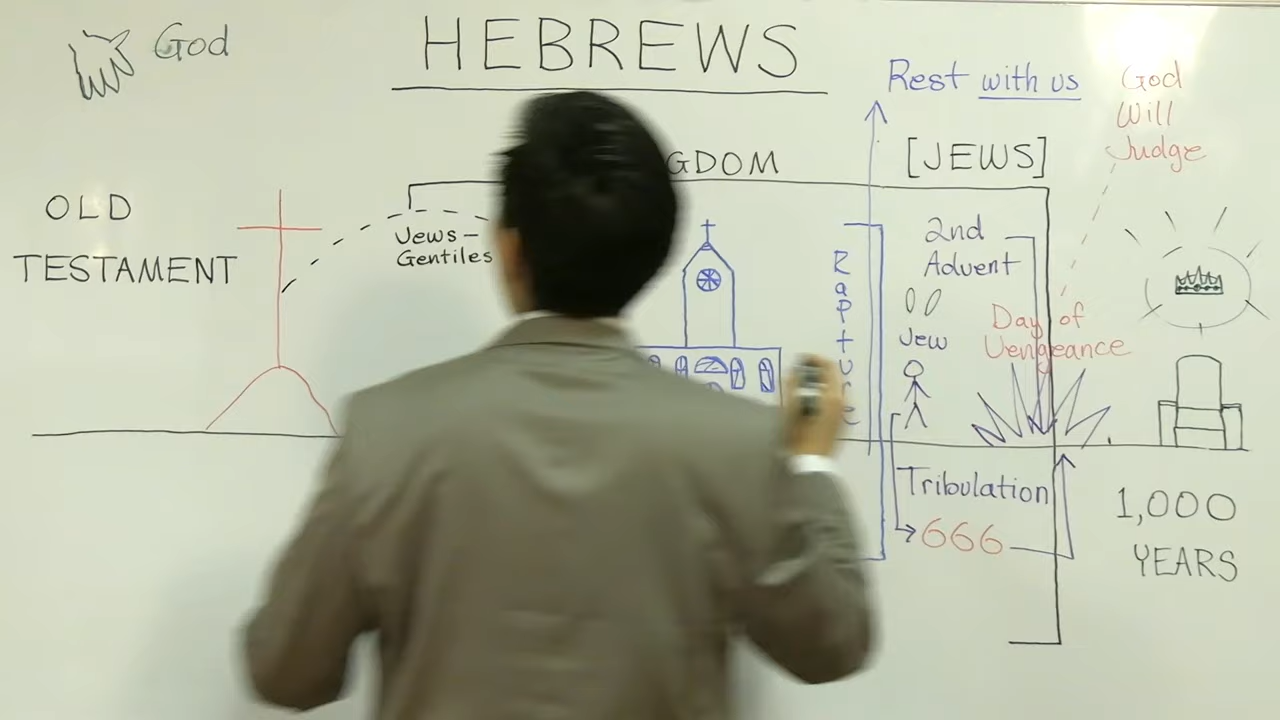 God
HEBREWS
Rest with us
God
Will
Judge
GDOM
[JEWS]
OLD
TESTAMENT
Jews-
Gentiles
Rapture
2nd
Advent
Jew
Day of
Vengeance
Tribulation
666
1,000
YEARS